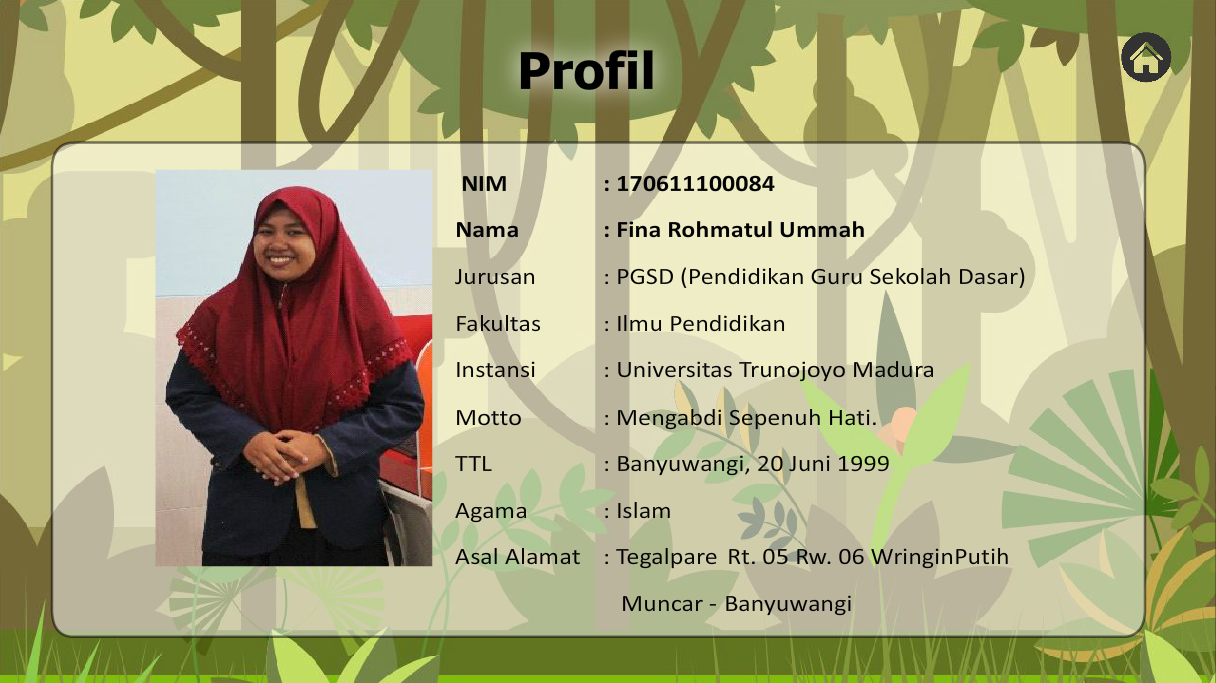 Profil
NIM : 170611100084
Nama : Fina Rohmatul Ummah
Jurusan : PGSD (Pendidikan Guru Sekolah Dasar)
Fakultas : Ilmu Pendidikan
Instansi : Universitas Trunojoyo Madura
Motto : Mengabdi Sepenuh Hati.
TTL : Banyuwangi, 20 Juni 1999
Agama : Islam
Asal Alamat : Tegalpare Rt. 05 Rw. 06 WringinPutih
Muncar - Banyuwangi